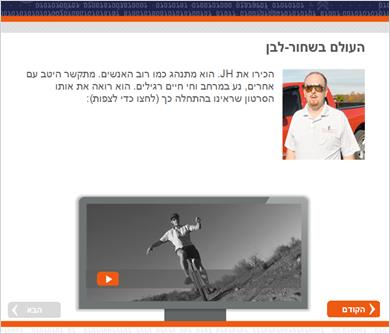 העולם בשחור-לבן
הכירו את JH. הוא מתנהג כמו רוב האנשים. מתקשר היטב עם
אחרים, נע במרחב וחי חיים רגילים. הוא רואה את אותו
הסרטון שראינו בהתחלה כך (לחצו כדי לצפות):
הקודם
הבא